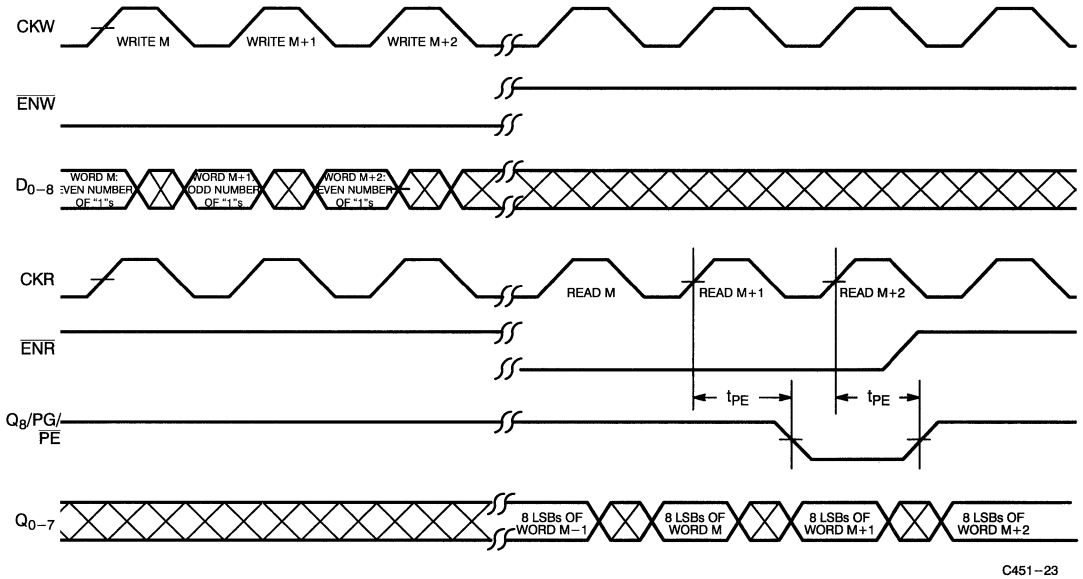 CKW
WRITE M WRITE M+1 WRITE M+2
ENW
D0–8
WORD M: WORD M+1: WORD M+2:
EVEN NUMBER ODD NUMBER EVEN NUMBER
OF "1"s OF "1"s OF "1"s
CKR
READ M READ M+1 READ M+2
ENR
tPE tPE
Q8/PG/
PE
Q0–7
8 LSBs OF 8 LSBs OF 8 LSBs OF 8 LSBs OF
WORD M−1 WORD M WORD M+1 WORD M+2
C451–23